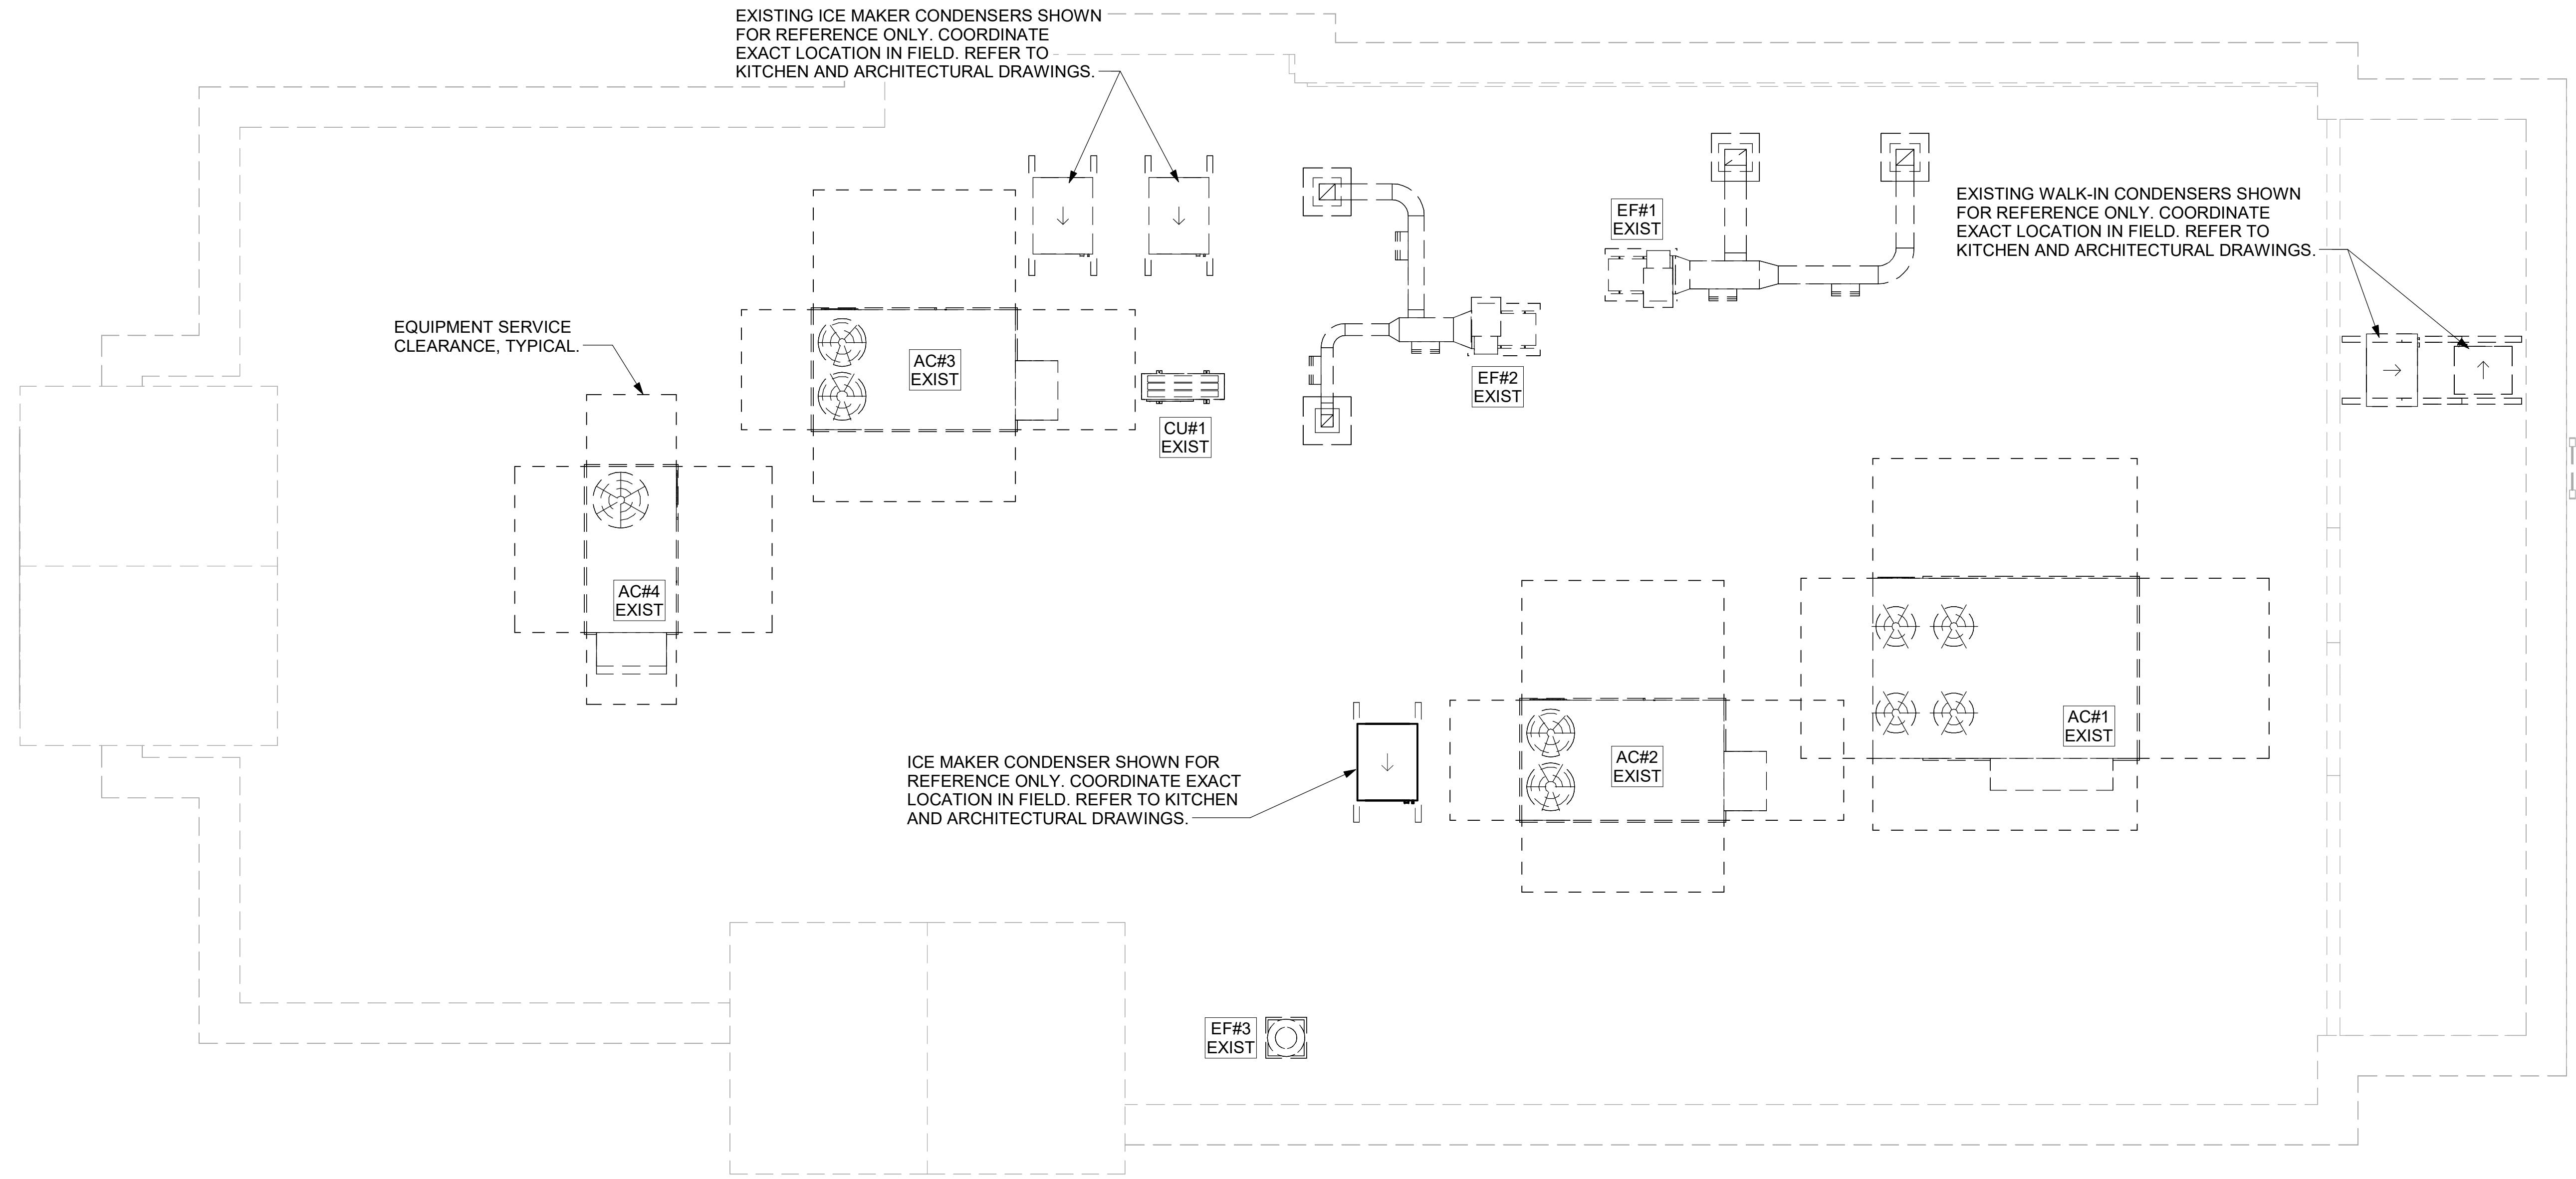 EXISTING ICE MAKER CONDENSERS SHOWN
FOR REFERENCE ONLY. COORDINATE
EXACT LOCATION IN FIELD. REFER TO
KITCHEN AND ARCHITECTURAL DRAWINGS.
EXISTING WALK-IN CONDENSERS SHOWN
FOR REFERENCE ONLY. COORDINATE
EXACT LOCATION IN FIELD. REFER TO
KITCHEN AND ARCHITECTURAL DRAWINGS.
EF#1
EXIST
EQUIPMENT SERVICE
CLEARANCE, TYPICAL.
AC#3
EXIST
EF#2
EXIST
CU#1
EXIST
AC#4
EXIST
AC#1
EXIST
AC#2
EXIST
ICE MAKER CONDENSER SHOWN FOR
REFERENCE ONLY. COORDINATE EXACT
LOCATION IN FIELD. REFER TO KITCHEN
AND ARCHITECTURAL DRAWINGS.
EF#3
EXIST